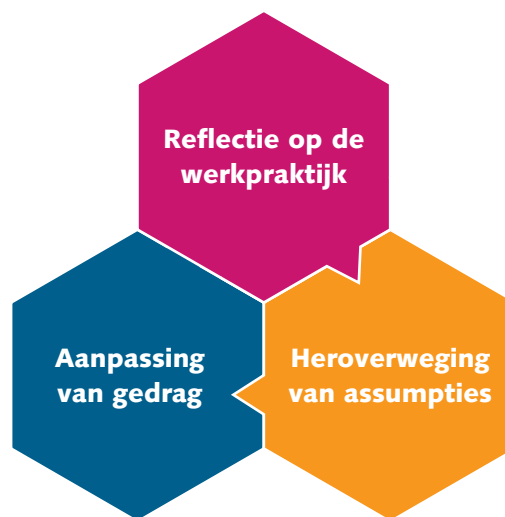 Reflectie op de
werkpraktijk
Aanpassing
van gedrag
Heroverweging
van assumpties